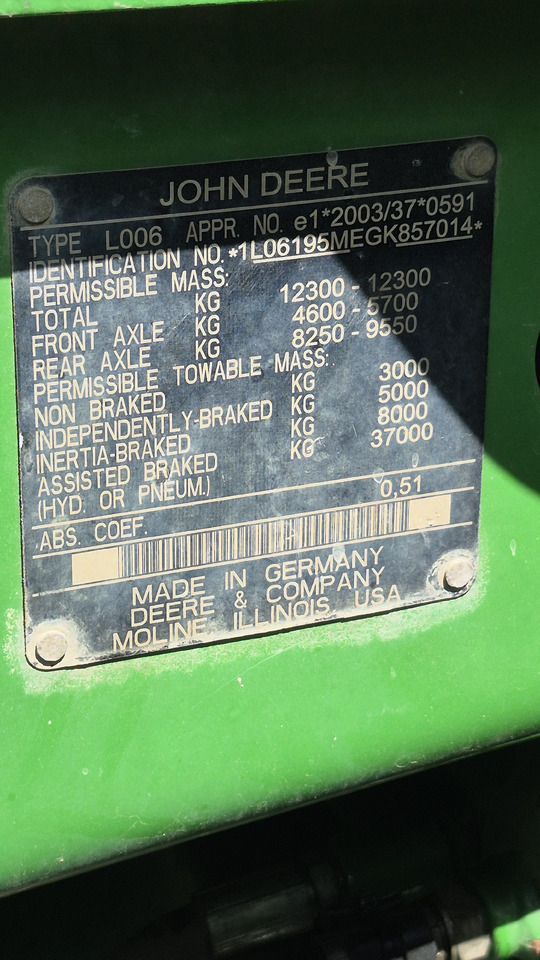 JOHN DEERE
TYPE L006 APPR. NO. e1*2003/37*0591
IDENTIFICATION NO.*1L06195MEGK857014*
PERMISSIBLE MASS:
TOTAL KG 12300 - 12300
FRONT AXLE KG 4600 - 5700
REAR AXLE KG 8250 - 9550
PERMISSIBLE TOWABLE MASS:
NON BRAKED KG 3000
INDEPENDENTLY-BRAKED KG 5000
INERTIA-BRAKED KG 8000
ASSISTED BRAKED KG 37000
(HYD. OR PNEUM.)
ABS. COEF. 0,51
MADE IN GERMANY
DEERE & COMPANY
MOLINE, ILLINOIS, USA